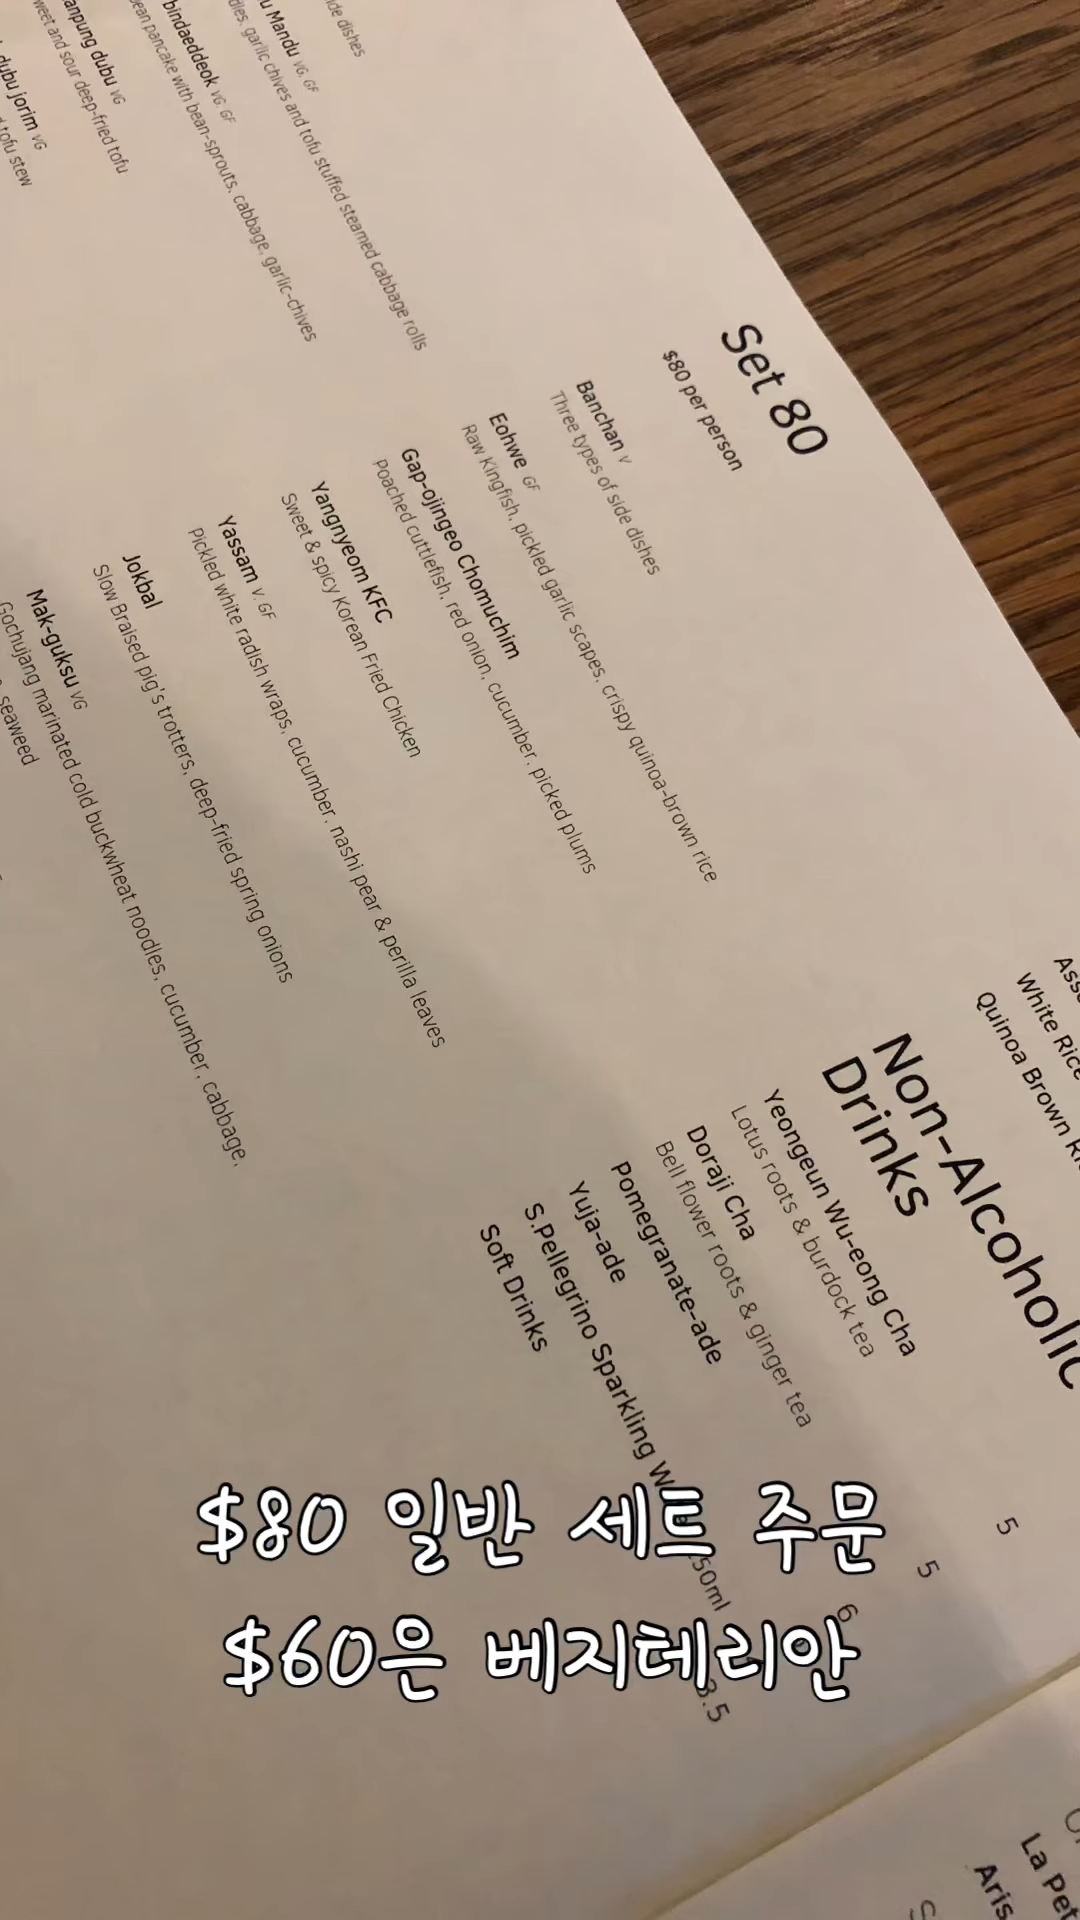 Mandu VG, GF
garlic chives and tofu stuffed steamed cabbage rolls
bindaeddeok VG, GF
pancake with bean-sprouts, cabbage, garlic-chives
dubu VG
sweet and sour deep-fried tofu
dubu jorim VG
tofu stew
Set 80
$80 per person
Banchan V
Three types of side dishes
Eohwe GF
Raw Kingfish, pickled garlic scapes, crispy quinoa-brown rice
Gap-ojingeo Chomuchim
Poached cuttlefish, red onion, cucumber, picked plums
Yangnyeom KFC
Sweet & spicy Korean Fried Chicken
Yassam V, GF
Pickled white radish wraps, cucumber, nashi pear & perilla leaves
Jokbal
Slow Braised pig's trotters, deep-fried spring onions
Mak-guksu VG
Gochujang marinated cold buckwheat noodles, cucumber, cabbage,
seaweed
White Rice
Quinoa Brown
Non-Alcoholic
Drinks
Yeongeun Wu-eong Cha 5
Lotus roots & burdock tea
Doraji Cha 5
Bell flower roots & ginger tea
Pomegranate-ade 6
Yuja-ade
S.Pellegrino Sparkling
Soft Drinks 3.5
La Pet
$80 일반 세트 주문
$60은 베지테리안